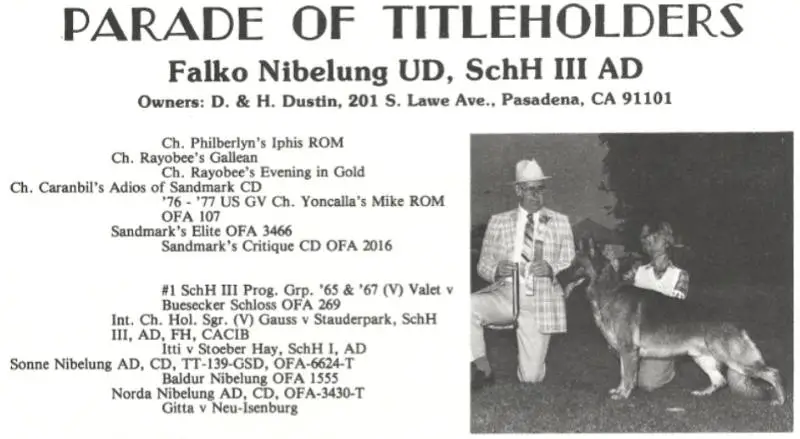 PARADE OF TITLEHOLDERS
Falko Nibelung UD, SchH III AD
Owners: D. & H. Dustin, 201 S. Lawe Ave., Pasadena, CA 91101
Ch. Philberlyn's Iphis ROM
Ch. Rayobee's Gallean
Ch. Rayobee's Evening in Gold
Ch. Caranbil's Adios of Sandmark CD
'76 - '77 US GV Ch. Yoncalla's Mike ROM
OFA 107
Sandmark's Elite OFA 3466
Sandmark's Critique CD OFA 2016
#1 SchH III Prog. Grp. '65 & '67 (V) Valet v
Buesecker Schloss OFA 269
Int. Ch. Hol. Sgr. (V) Gauss v Stauderpark, SchH
III, AD, FH, CACIB
Itti v Stoeber Hay, SchH I, AD
Sonne Nibelung AD, CD, TT-139-GSD, OFA-6624-T
Baldur Nibelung OFA 1555
Norda Nibelung AD, CD, OFA-3430-T
Gitta v Neu-Isenburg